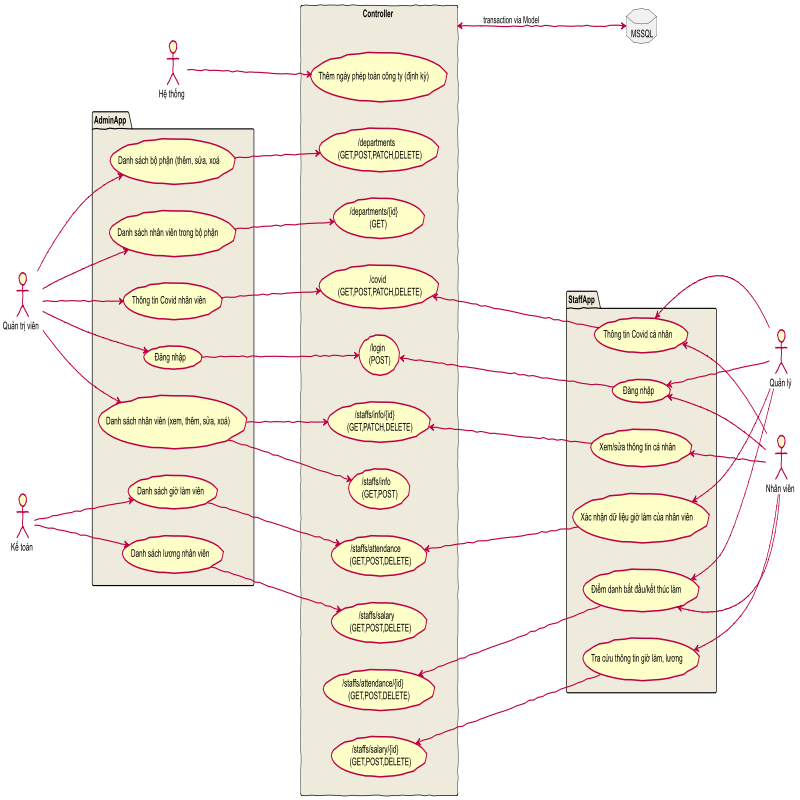 Controller
transaction via Model
MSSQL
Hệ thống
Thêm ngày phép toàn công ty (định kỳ)
AdminApp
Danh sách bộ phận (thêm, sửa, xoá
/departments
(GET,POST,PATCH,DELETE)
Danh sách nhân viên trong bộ phận
/departments/{id}
(GET)
Thông tin Covid nhân viên
/covid
(GET,POST,PATCH,DELETE)
Quản trị viên
Đăng nhập
/login
(POST)
Danh sách nhân viên (xem, thêm, sửa, xoá)
/staffs/info/{id}
(GET,PATCH,DELETE)
/staffs/info
(GET,POST)
Danh sách giờ làm viên
Kế toán
Danh sách lương nhân viên
/staffs/attendance
(GET,POST,DELETE)
/staffs/salary
(GET,POST,DELETE)
/staffs/attendance/{id}
(GET,POST,DELETE)
/staffs/salary/{id}
(GET,POST,DELETE)
StaffApp
Thông tin Covid cá nhân
Đăng nhập
Xem/sửa thông tin cá nhân
Xác nhận dữ liệu giờ làm của nhân viên
Điểm danh bắt đầu/kết thúc làm
Tra cứu thông tin giờ làm, lương
Quản lý
Nhân viên